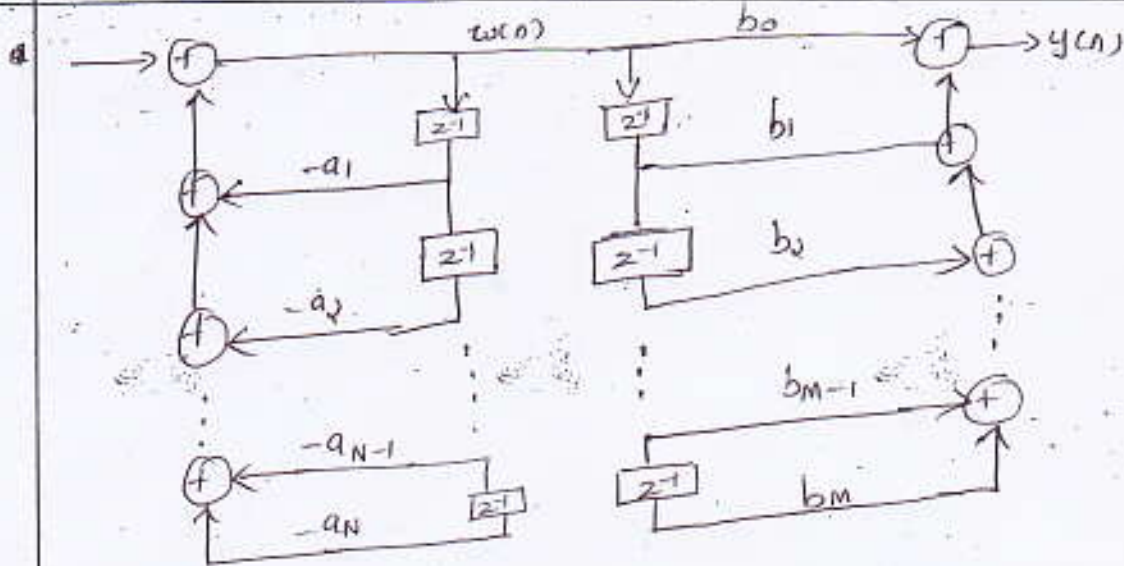 w(n) b0
+ + y(n)
z-1 z-1
-a1 b1
+ +
z-1 z-1
-a2 b2
+ +
-aN-1 bM-1
+ +
z-1 z-1
-aN bM